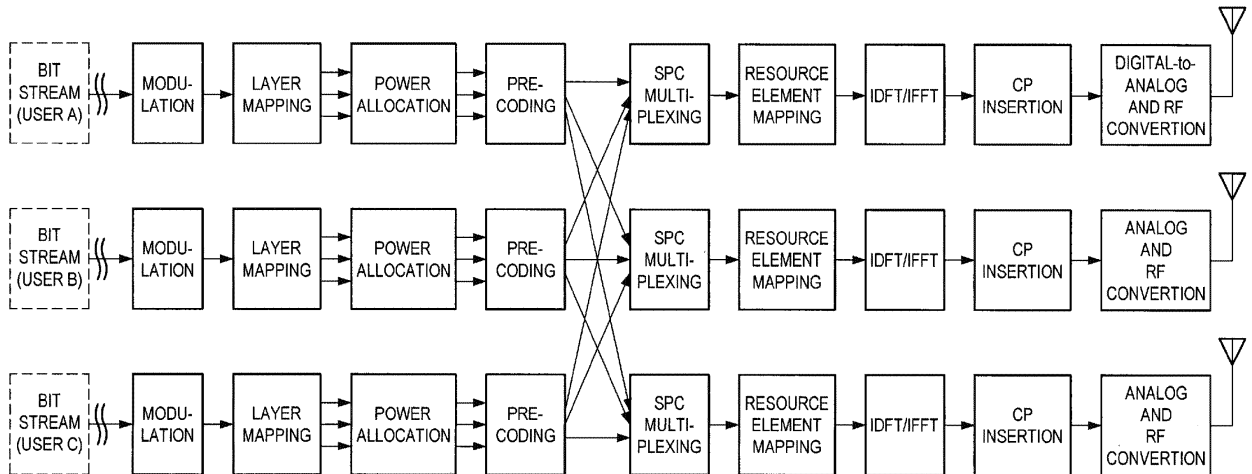 BIT
STREAM
(USER A)
MODU-
LATION
LAYER
MAPPING
POWER
ALLOCATION
PRE-
CODING
SPC
MULTI-
PLEXING
RESOURCE
ELEMENT
MAPPING
IDFT/IFFT
CP
INSERTION
DIGITAL-to-
ANALOG
AND RF
CONVERTION
BIT
STREAM
(USER B)
MODU-
LATION
LAYER
MAPPING
POWER
ALLOCATION
PRE-
CODING
SPC
MULTI-
PLEXING
RESOURCE
ELEMENT
MAPPING
IDFT/IFFT
CP
INSERTION
ANALOG
AND
RF
CONVERTION
BIT
STREAM
(USER C)
MODU-
LATION
LAYER
MAPPING
POWER
ALLOCATION
PRE-
CODING
SPC
MULTI-
PLEXING
RESOURCE
ELEMENT
MAPPING
IDFT/IFFT
CP
INSERTION
ANALOG
AND
RF
CONVERTION